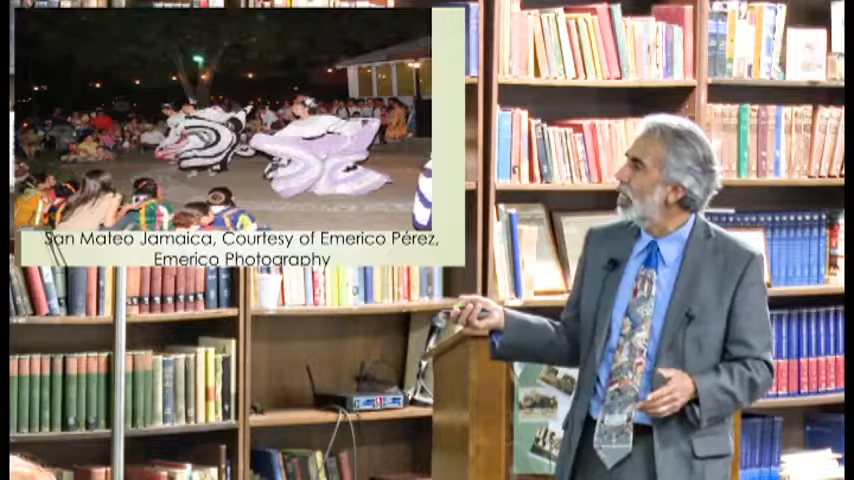 San Mateo Jamaica, Courtesy of Emerico Pérez,
Emerico Photography